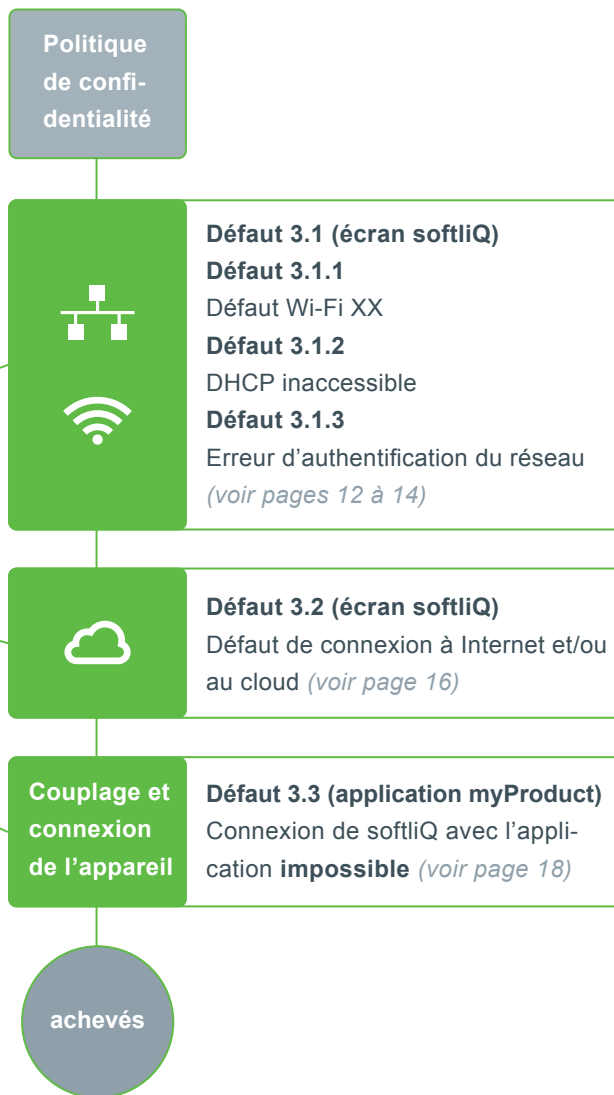 Politique
de confi-
dentialité
Défaut 3.1 (écran softliQ)
Défaut 3.1.1
Défaut Wi-Fi XX
Défaut 3.1.2
DHCP inaccessible
Défaut 3.1.3
Erreur d’authentification du réseau
(voir pages 12 à 14)
Défaut 3.2 (écran softliQ)
Défaut de connexion à Internet et/ou
au cloud (voir page 16)
Couplage et
connexion
de l’appareil
Défaut 3.3 (application myProduct)
Connexion de softliQ avec l’appli-
cation impossible (voir page 18)
achevés